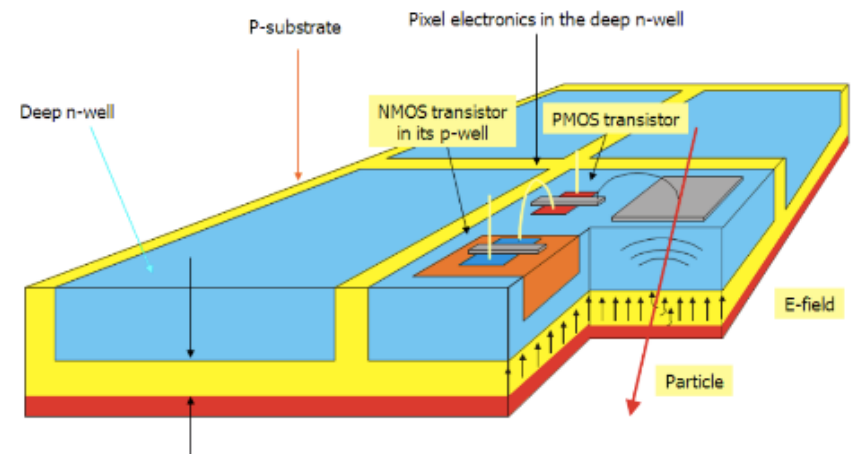 Pixel electronics in the deep n-well
P-substrate
Deep n-well
NMOS transistor
in its p-well
PMOS transistor
E-field
Particle